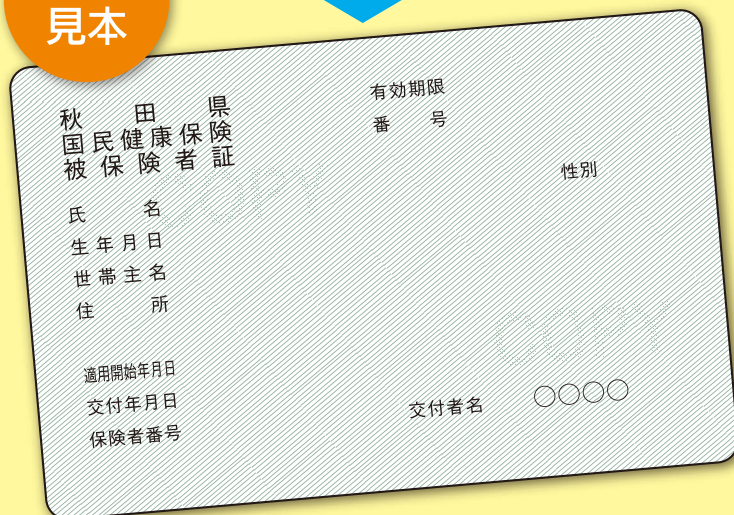 見本
秋田県
国民健康保険
被保険者証
有効期限
番号
性別
氏名
生年月日
世帯主名
住所
COPY
COPY
適用開始年月日
交付年月日
保険者番号
交付者名 ○○○○